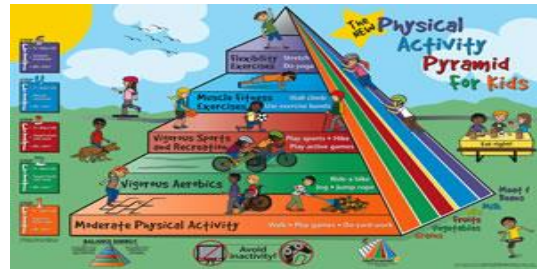 The
NEW
Physical
Activity
Pyramid
For Kids
Flexibility
Exercises
Stretch
Do yoga
Muscle Fitness
Exercises
Wall climb
Use exercise bands
Vigorous Sports
and Recreation
Play sports • Hike
Play active games
Vigorous Aerobics
Ride a bike
Jog • Jump rope
Moderate Physical Activity
Walk • Play games • Do yard work
Eat right!
Meat &
Beans
Milk
Fruits
Vegetables
Grains
BALANCE ENERGY
Avoid
inactivity!